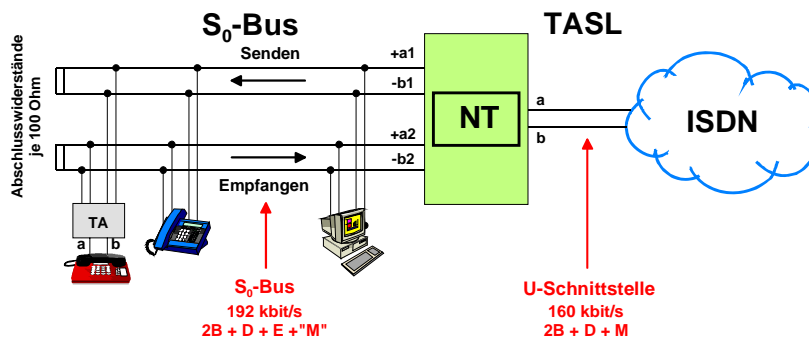 S0-Bus
TASL
Abschlusswiderstände
je 100 Ohm
Senden
+a1
-b1
+a2
-b2
Empfangen
NT
a
b
ISDN
TA
a b
S0-Bus
192 kbit/s
2B + D + E +"M"
U-Schnittstelle
160 kbit/s
2B + D + M